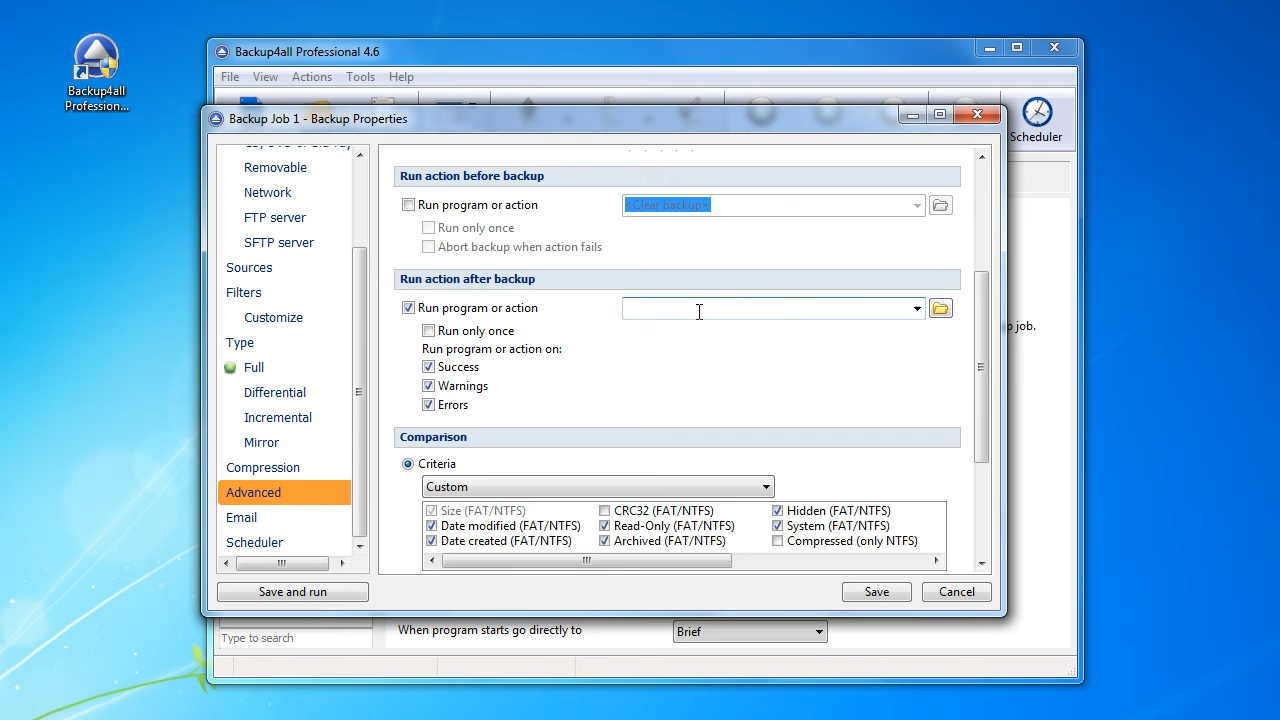 Backup4all
Profession...
Backup4all Professional 4.6
File View Actions Tools Help
Scheduler
Backup Job 1 - Backup Properties
Removable
Network
FTP server
SFTP server
Sources
Filters
Customize
Type
Full
Differential
Incremental
Mirror
Compression
Advanced
Email
Scheduler
Run action before backup
Run program or action <Clear backup>
Run only once
Abort backup when action fails
Run action after backup
Run program or action
Run only once
Run program or action on:
Success
Warnings
Errors
Comparison
Criteria
Custom
Size (FAT/NTFS) CRC32 (FAT/NTFS) Hidden (FAT/NTFS)
Date modified (FAT/NTFS) Read-Only (FAT/NTFS) System (FAT/NTFS)
Date created (FAT/NTFS) Archived (FAT/NTFS) Compressed (only NTFS)
Save and run Save Cancel
job.
Type to search
When program starts go directly to Brief